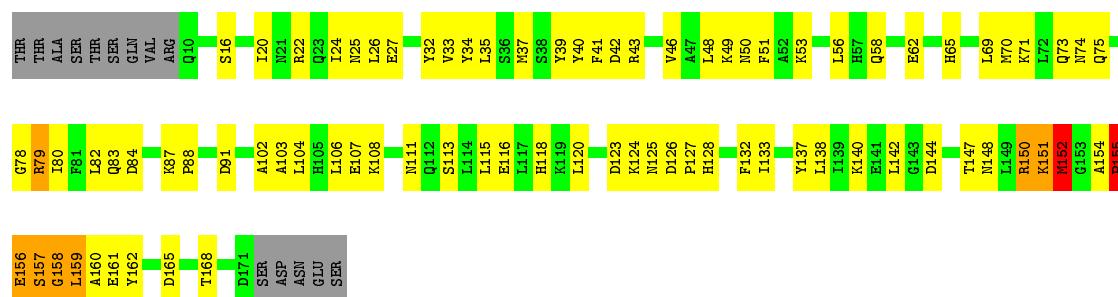 THR THR ALA SER THR SER GLN VAL ARG Q10 S16 I20 N21 R22 Q23 I24 N25 L26 E27 Y32 V33 Y34 L35 S36 M37 S38 Y39 Y40 F41 D42 R43 V46 A47 L48 K49 N50 F51 A52 K53 L56 H57 Q58 E62 H65 L69 M70 K71 L72 Q73 N74 Q75
G78 R79 I80 F81 L82 Q83 D84 K87 P88 D91 A102 A103 L104 H105 L106 E107 K108 N111 Q112 S113 L114 L115 E116 L117 H118 K119 L120 D123 K124 N125 D126 P127 H128 F132 I133 Y137 L138 I139 K140 E141 L142 G143 D144 T147 N148 L149 R150 K151 M152 G153 A154 P155
E156 S157 G158 L159 A160 E161 Y162 D165 T168 D171 SER ASP ASN GLU SER